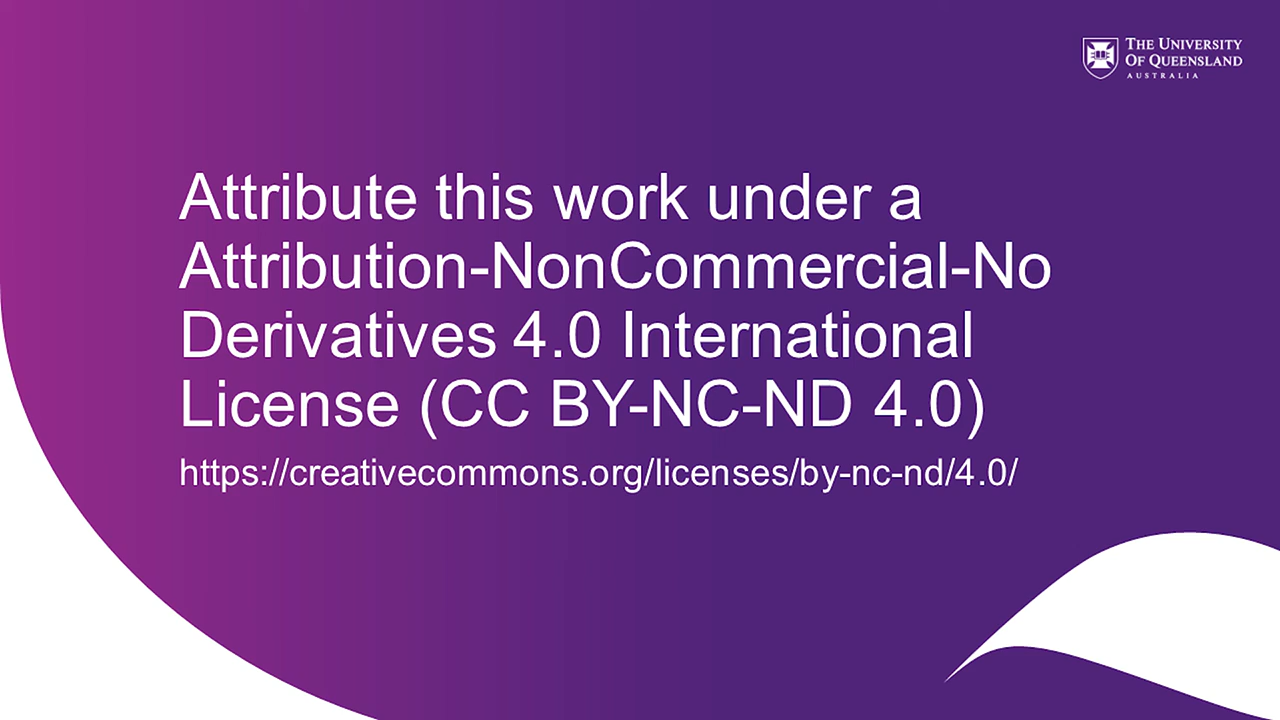 THE UNIVERSITY
OF QUEENSLAND
AUSTRALIA
Attribute this work under a
Attribution-NonCommercial-No
Derivatives 4.0 International
License (CC BY-NC-ND 4.0)
https://creativecommons.org/licenses/by-nc-nd/4.0/